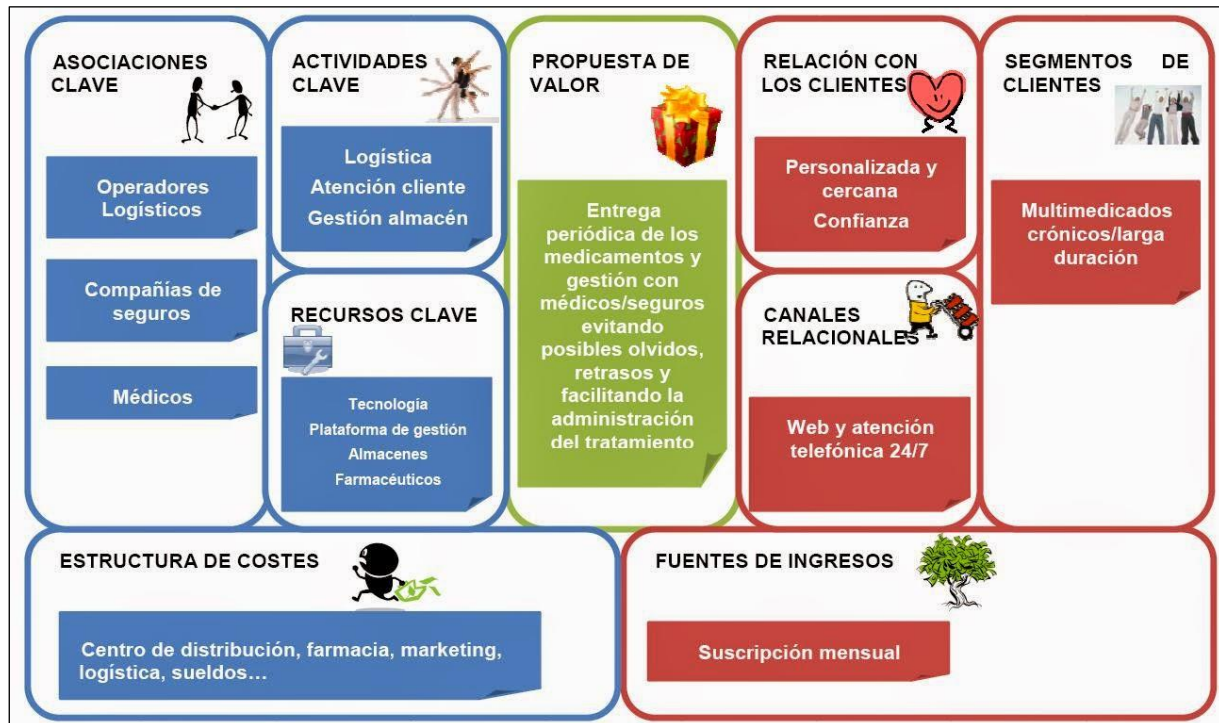 ASOCIACIONES
CLAVE
Operadores
Logísticos
Compañías de
seguros
Médicos
ACTIVIDADES
CLAVE
Logística
Atención cliente
Gestión almacén
RECURSOS CLAVE
Tecnología
Plataforma de gestión
Almacenes
Farmacéuticos
PROPUESTA DE
VALOR
Entrega
periódica de los
medicamentos y
gestión con
médicos/seguros
evitando
posibles olvidos,
retrasos y
facilitando la
administración
del tratamiento
RELACIÓN CON
LOS CLIENTES
Personalizada y
cercana
Confianza
CANALES
RELACIONALES
Web y atención
telefónica 24/7
SEGMENTOS DE
CLIENTES
Multimedicados
crónicos/larga
duración
ESTRUCTURA DE COSTES
Centro de distribución, farmacia, marketing,
logística, sueldos…
FUENTES DE INGRESOS
Suscripción mensual